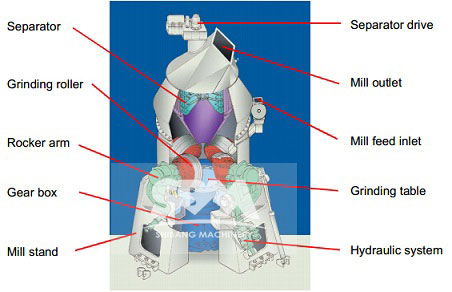 Separator
Grinding roller
Rocker arm
Gear box
Mill stand
Separator drive
Mill outlet
Mill feed inlet
Grinding table
Hydraulic system